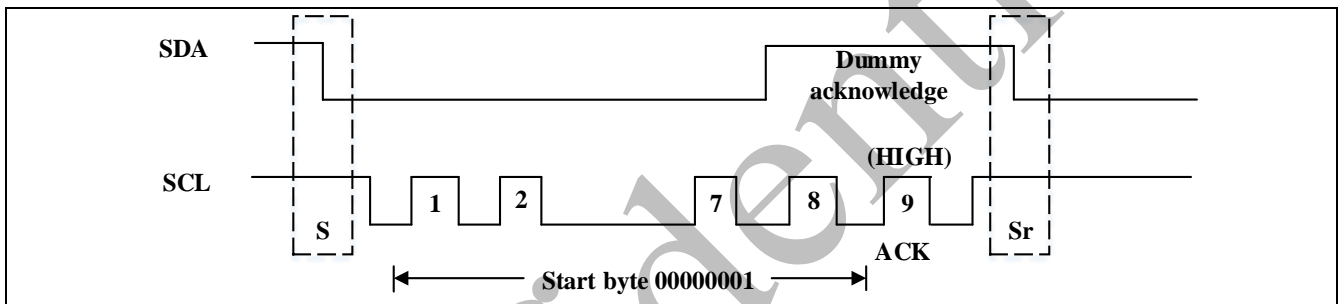 SDA
Dummy
acknowledge
(HIGH)
SCL
1 2 7 8 9
S Sr
ACK
Start byte 00000001